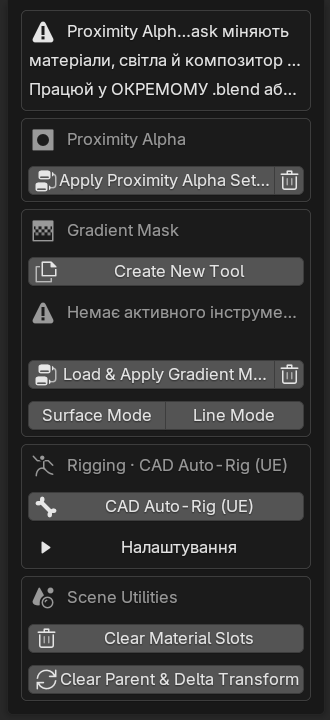 Proximity Alph...ask міняють
матеріали, світла й композитор ...
Працюй у ОКРЕМОМУ .blend аб...
Proximity Alpha
Apply Proximity Alpha Set...
Gradient Mask
Create New Tool
Немає активного інструме...
Load & Apply Gradient M...
Surface Mode
Line Mode
Rigging · CAD Auto-Rig (UE)
CAD Auto-Rig (UE)
Налаштування
Scene Utilities
Clear Material Slots
Clear Parent & Delta Transform